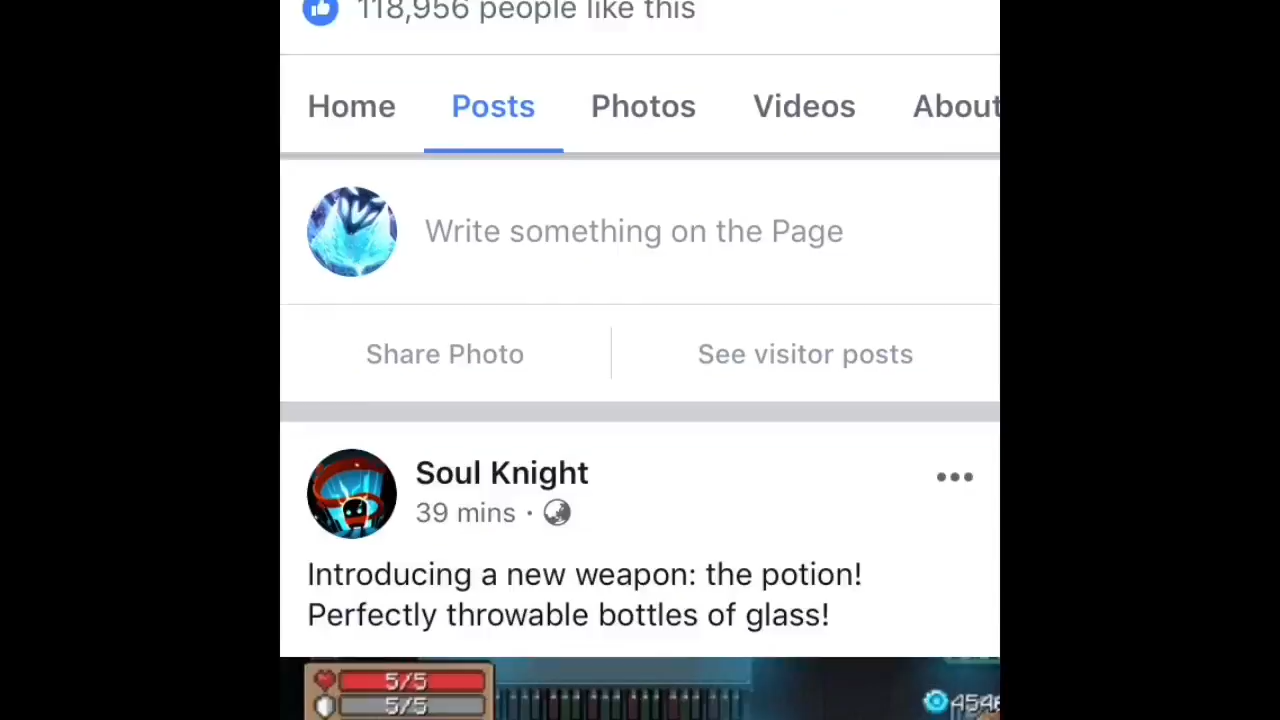 118,956 people like this
Home Posts Photos Videos About
Write something on the Page
Share Photo See visitor posts
Soul Knight
39 mins ·
Introducing a new weapon: the potion!
Perfectly throwable bottles of glass!
5/5
5/5